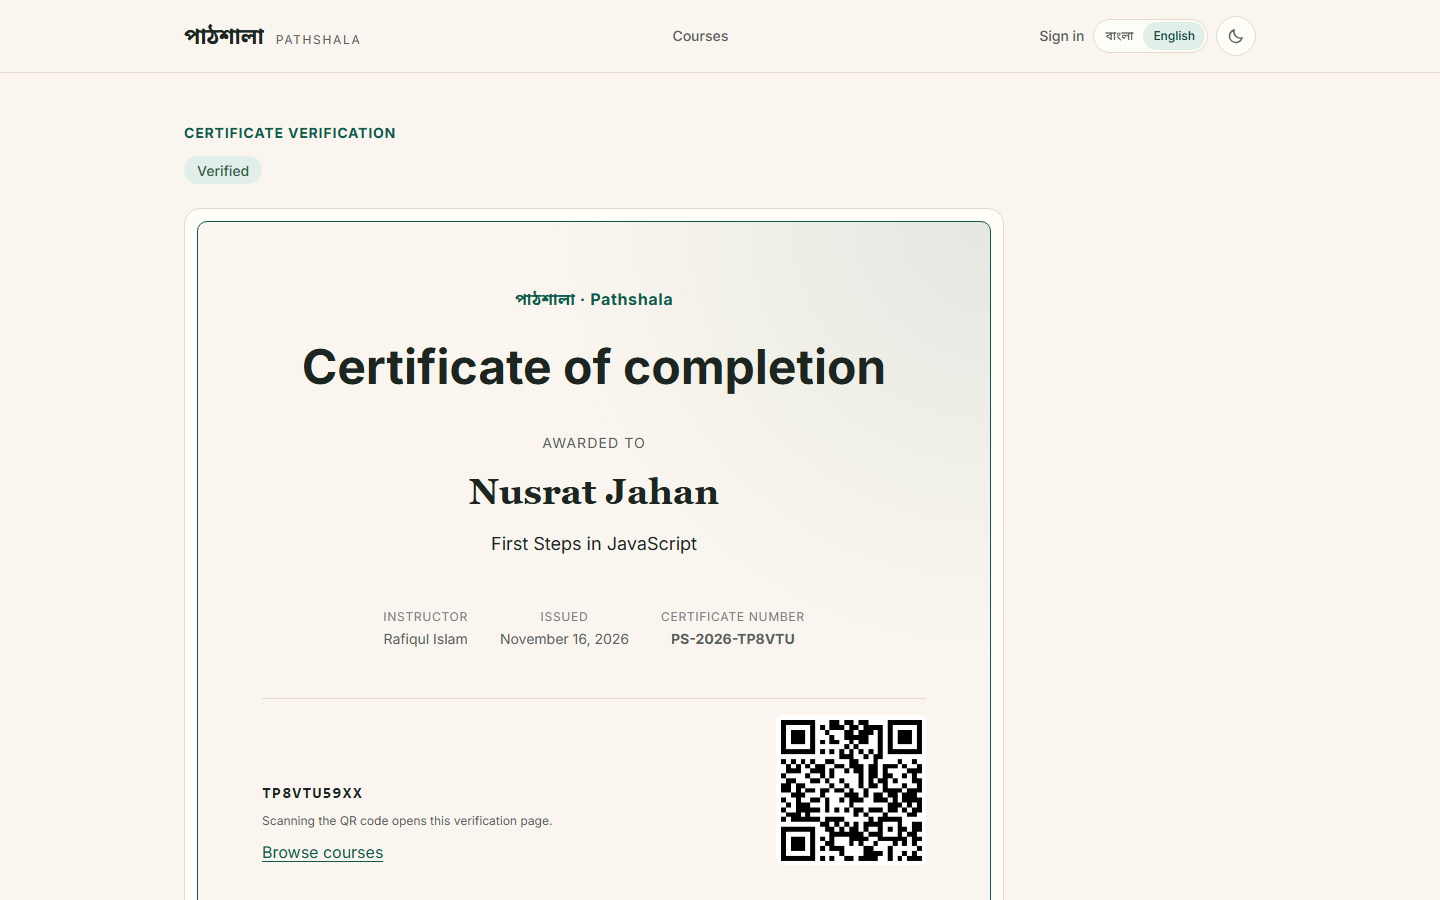 পাঠশালা PATHSHALA Courses Sign in বাংলা English
CERTIFICATE VERIFICATION
Verified
পাঠশালা · Pathshala
Certificate of completion
AWARDED TO
Nusrat Jahan
First Steps in JavaScript
INSTRUCTOR ISSUED CERTIFICATE NUMBER
Rafiqul Islam November 16, 2026 PS-2026-TP8VTU
TP8VTU59XX
Scanning the QR code opens this verification page.
Browse courses